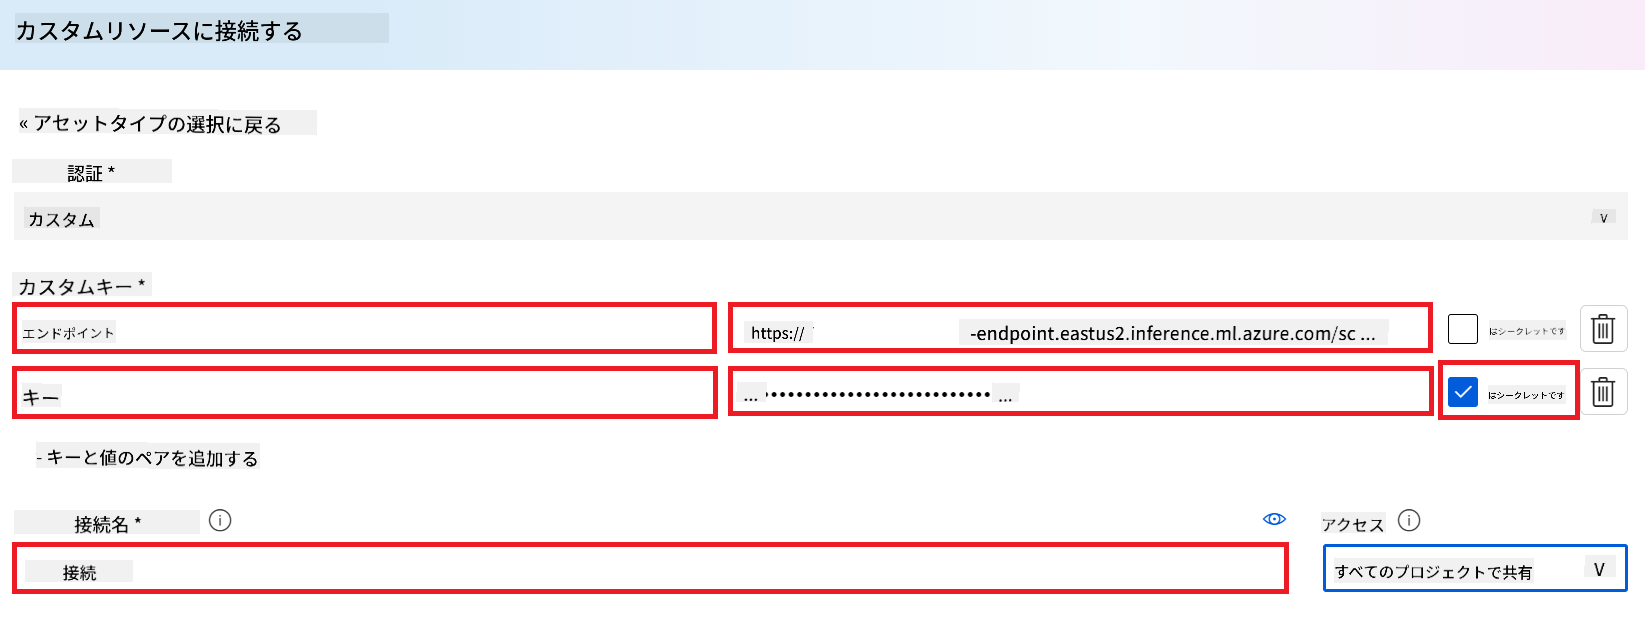 カスタムリソースに接続する
« アセットタイプの選択に戻る
認証 *
カスタム
カスタムキー *
エンドポイント https:// -endpoint.eastus2.inference.ml.azure.com/sc ... はシークレットです
キー ...••••••••••••••••••••••••••... はシークレットです
- キーと値のペアを追加する
接続名 * アクセス
接続 すべてのプロジェクトで共有